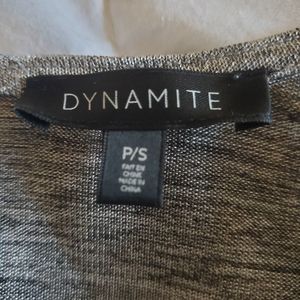 DYNAMITE
P/S
FAIT EN
CHINE
MADE IN
CHINA